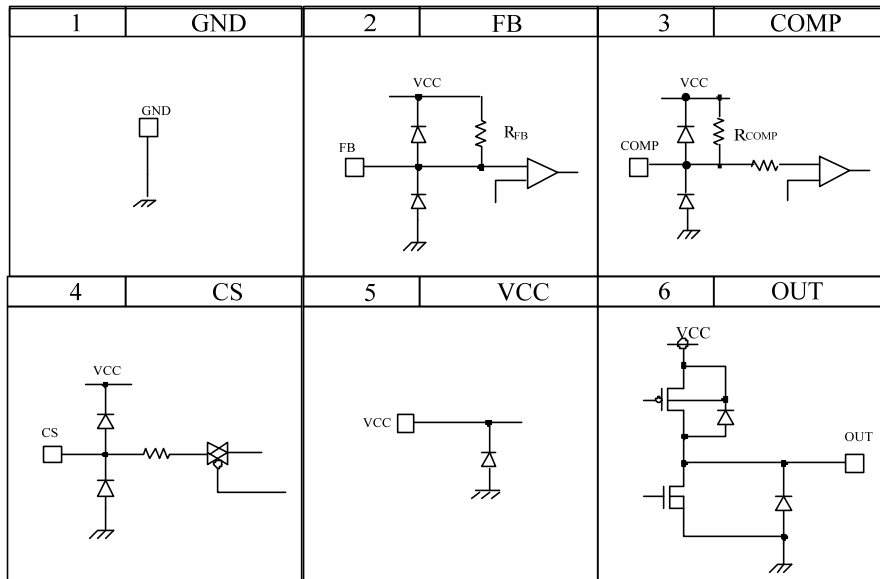 1 GND 2 FB 3 COMP
GND
VCC
FB
RFB
VCC
COMP
RCOMP
4 CS 5 VCC 6 OUT
VCC
CS
VCC
VCC
OUT